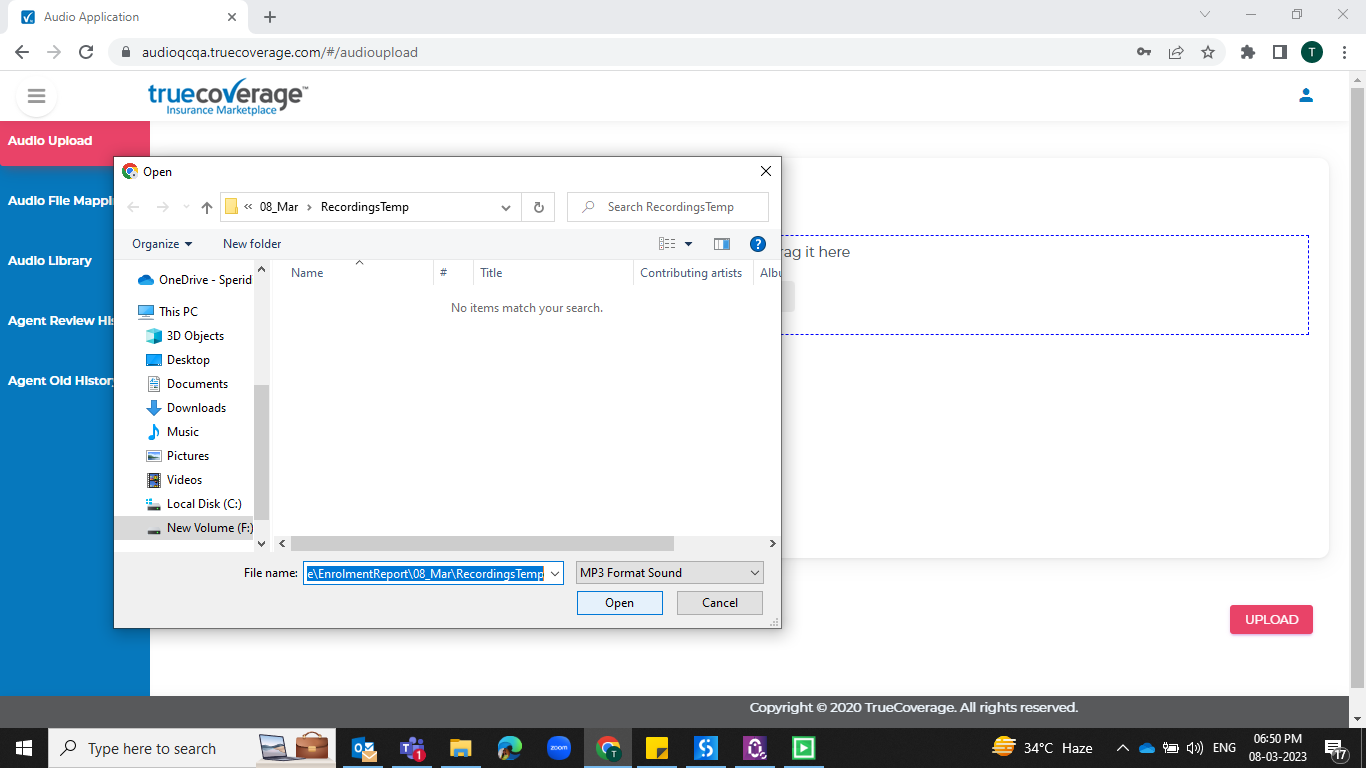 Audio Application
audioqcqa.truecoverage.com/#/audioupload
T
truecoverage™
Insurance Marketplace
Audio Upload
Audio File Mappi
Audio Library
Agent Review His
Agent Old History
Open
« 08_Mar › RecordingsTemp
Search RecordingsTemp
Organize
New folder
?
Name
#
Title
Contributing artists
Albu
No items match your search.
OneDrive - Sperid
This PC
3D Objects
Desktop
Documents
Downloads
Music
Pictures
Videos
Local Disk (C:)
New Volume (F:)
File name:
e\EnrolmentReport\08_Mar\RecordingsTemp
MP3 Format Sound
Open
Cancel
rag it here
UPLOAD
Copyright © 2020 TrueCoverage. All rights reserved.
Type here to search
1
zoom
T
34°C Haze
ENG
06:50 PM
08-03-2023
17